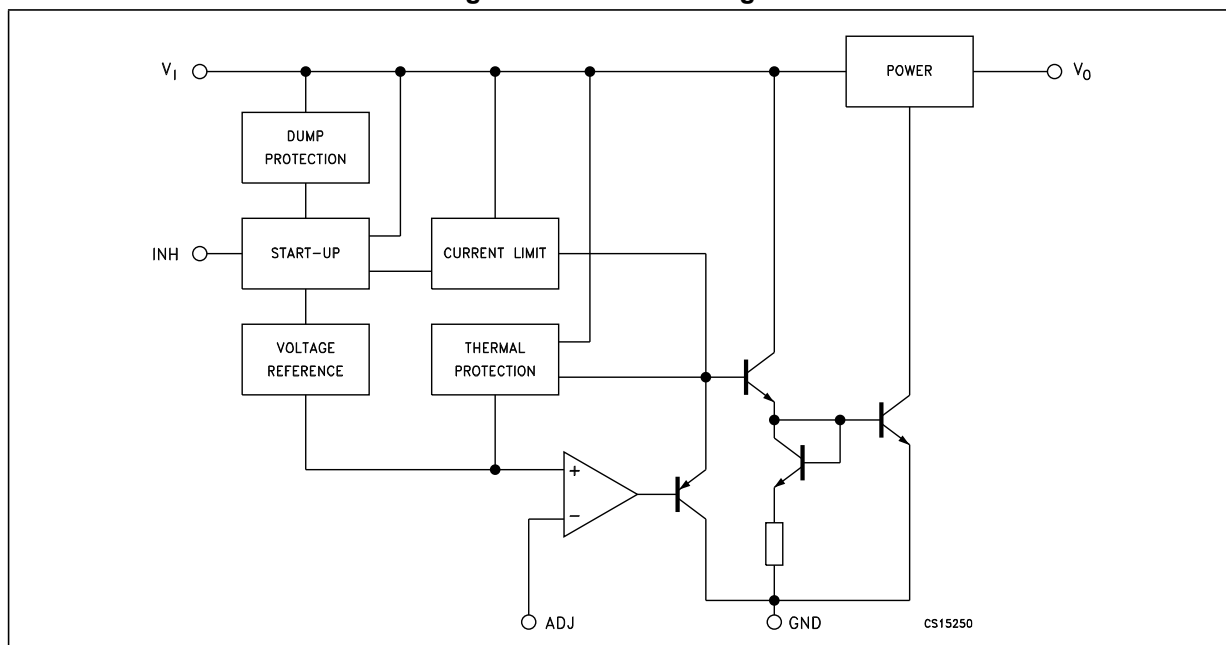 V_I
POWER
V_O
DUMP
PROTECTION
INH
START-UP
CURRENT LIMIT
VOLTAGE
REFERENCE
THERMAL
PROTECTION
+
−
ADJ
GND
CS15250